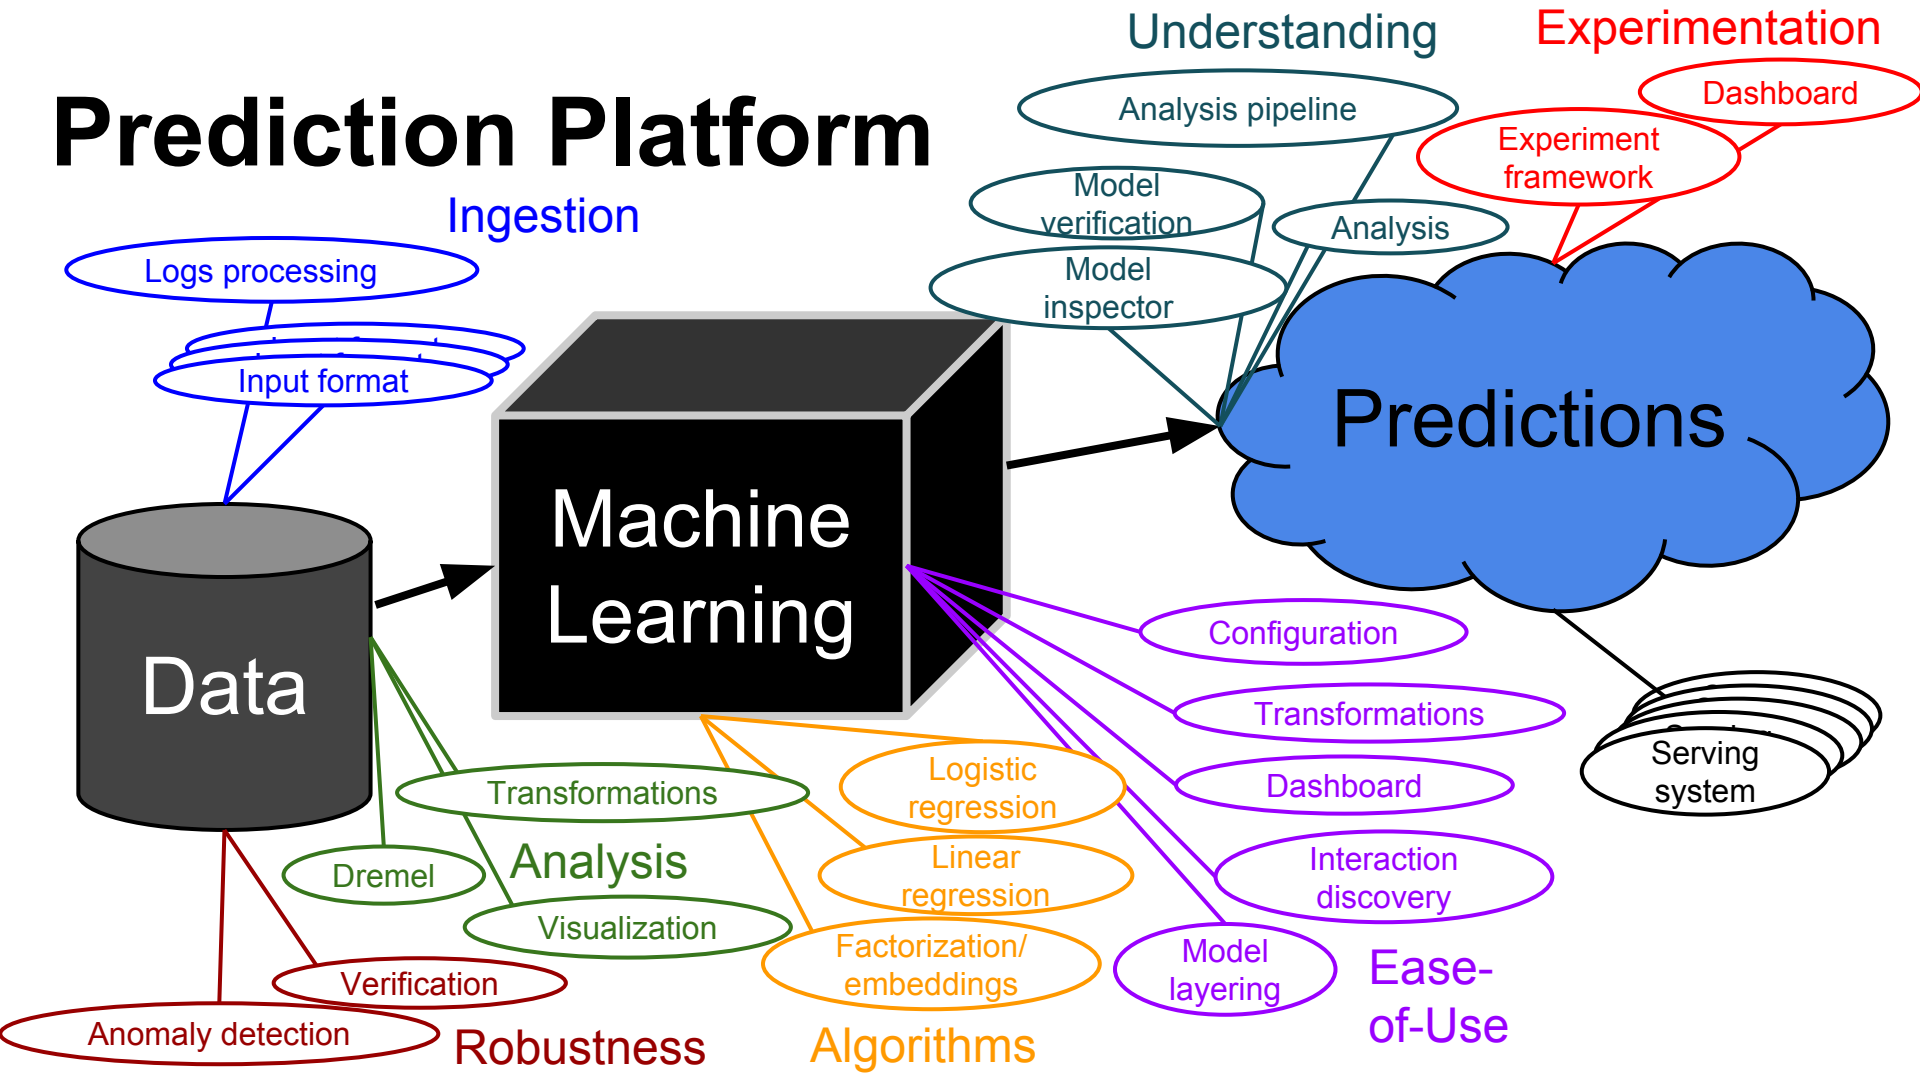 Understanding
Experimentation
Prediction Platform
Analysis pipeline
Dashboard
Experiment
framework
Model
verification
Analysis
Ingestion
Logs processing
Model
inspector
Input format
Predictions
Machine
Learning
Data
Configuration
Transformations
Dashboard
Interaction
discovery
Model
layering
Ease-
of-Use
Serving
system
Logistic
regression
Linear
regression
Factorization/
embeddings
Algorithms
Transformations
Dremel
Analysis
Visualization
Verification
Anomaly detection
Robustness